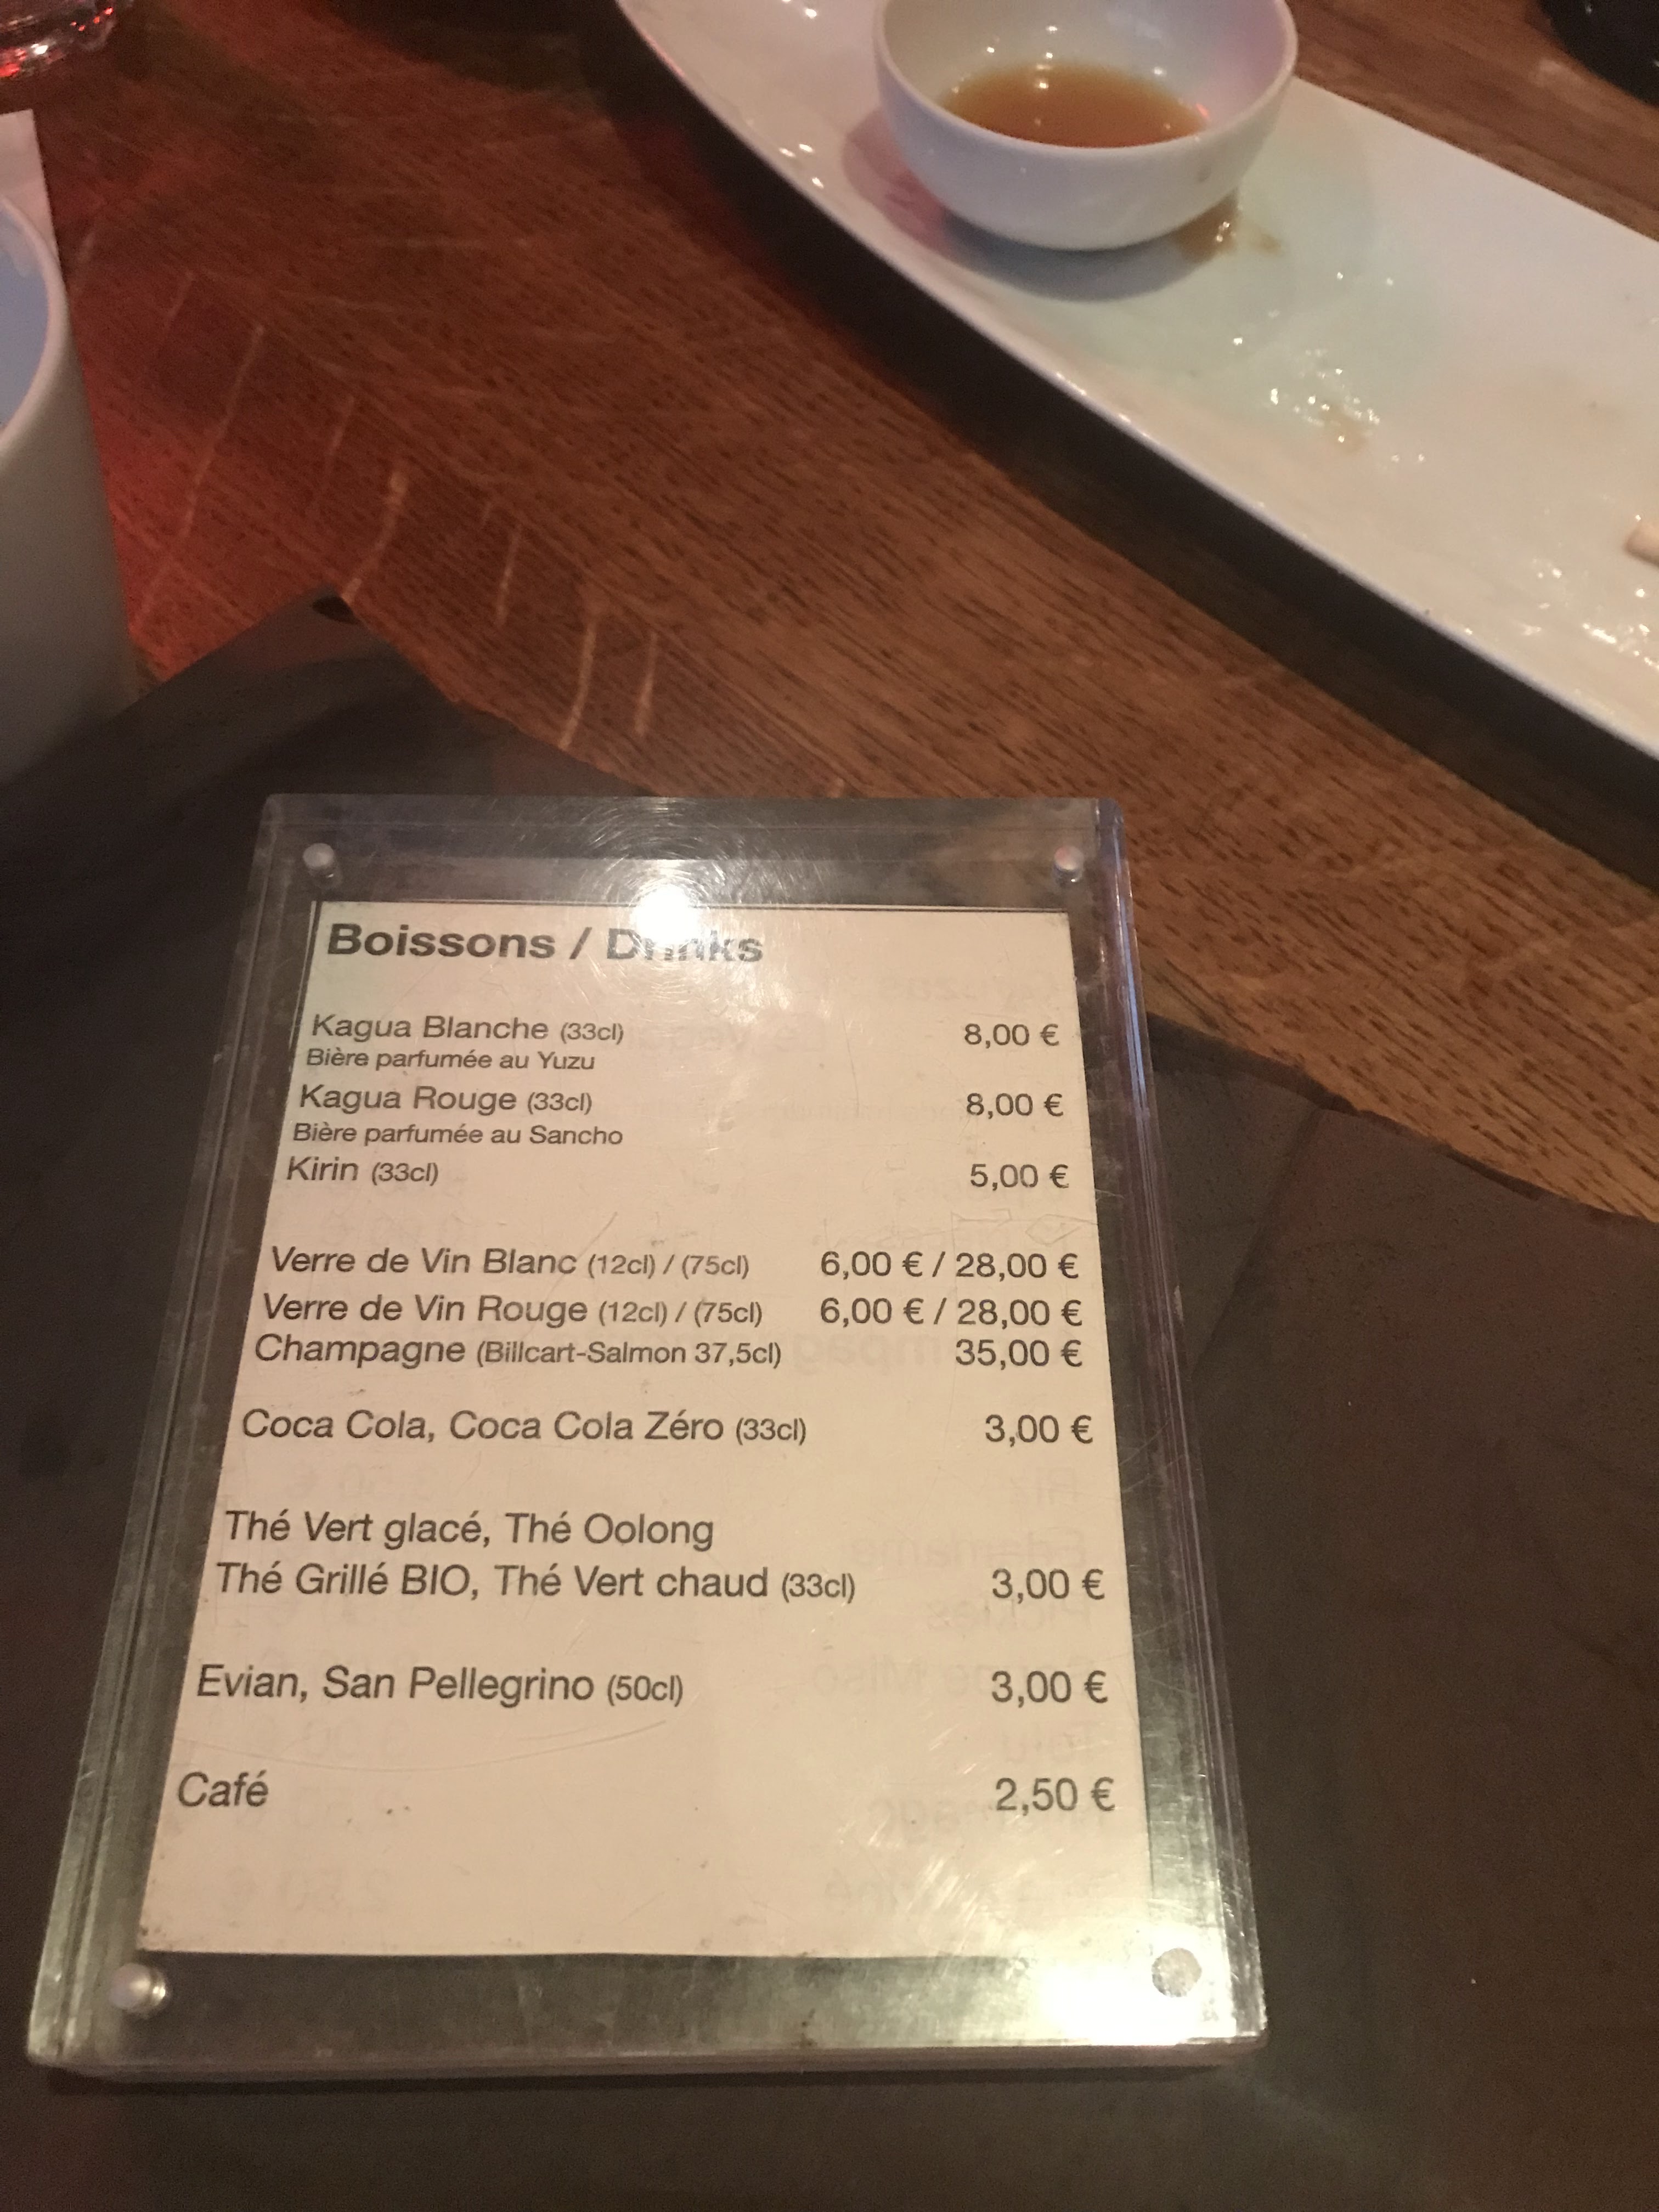 Boissons / Drinks
Kagua Blanche (33cl) 8,00 €
Bière parfumée au Yuzu
Kagua Rouge (33cl) 8,00 €
Bière parfumée au Sancho
Kirin (33cl) 5,00 €
Verre de Vin Blanc (12cl) / (75cl) 6,00 € / 28,00 €
Verre de Vin Rouge (12cl) / (75cl) 6,00 € / 28,00 €
Champagne (Billcart-Salmon 37,5cl) 35,00 €
Coca Cola, Coca Cola Zéro (33cl) 3,00 €
Thé Vert glacé, Thé Oolong
Thé Grillé BIO, Thé Vert chaud (33cl) 3,00 €
Evian, San Pellegrino (50cl) 3,00 €
Café 2,50 €